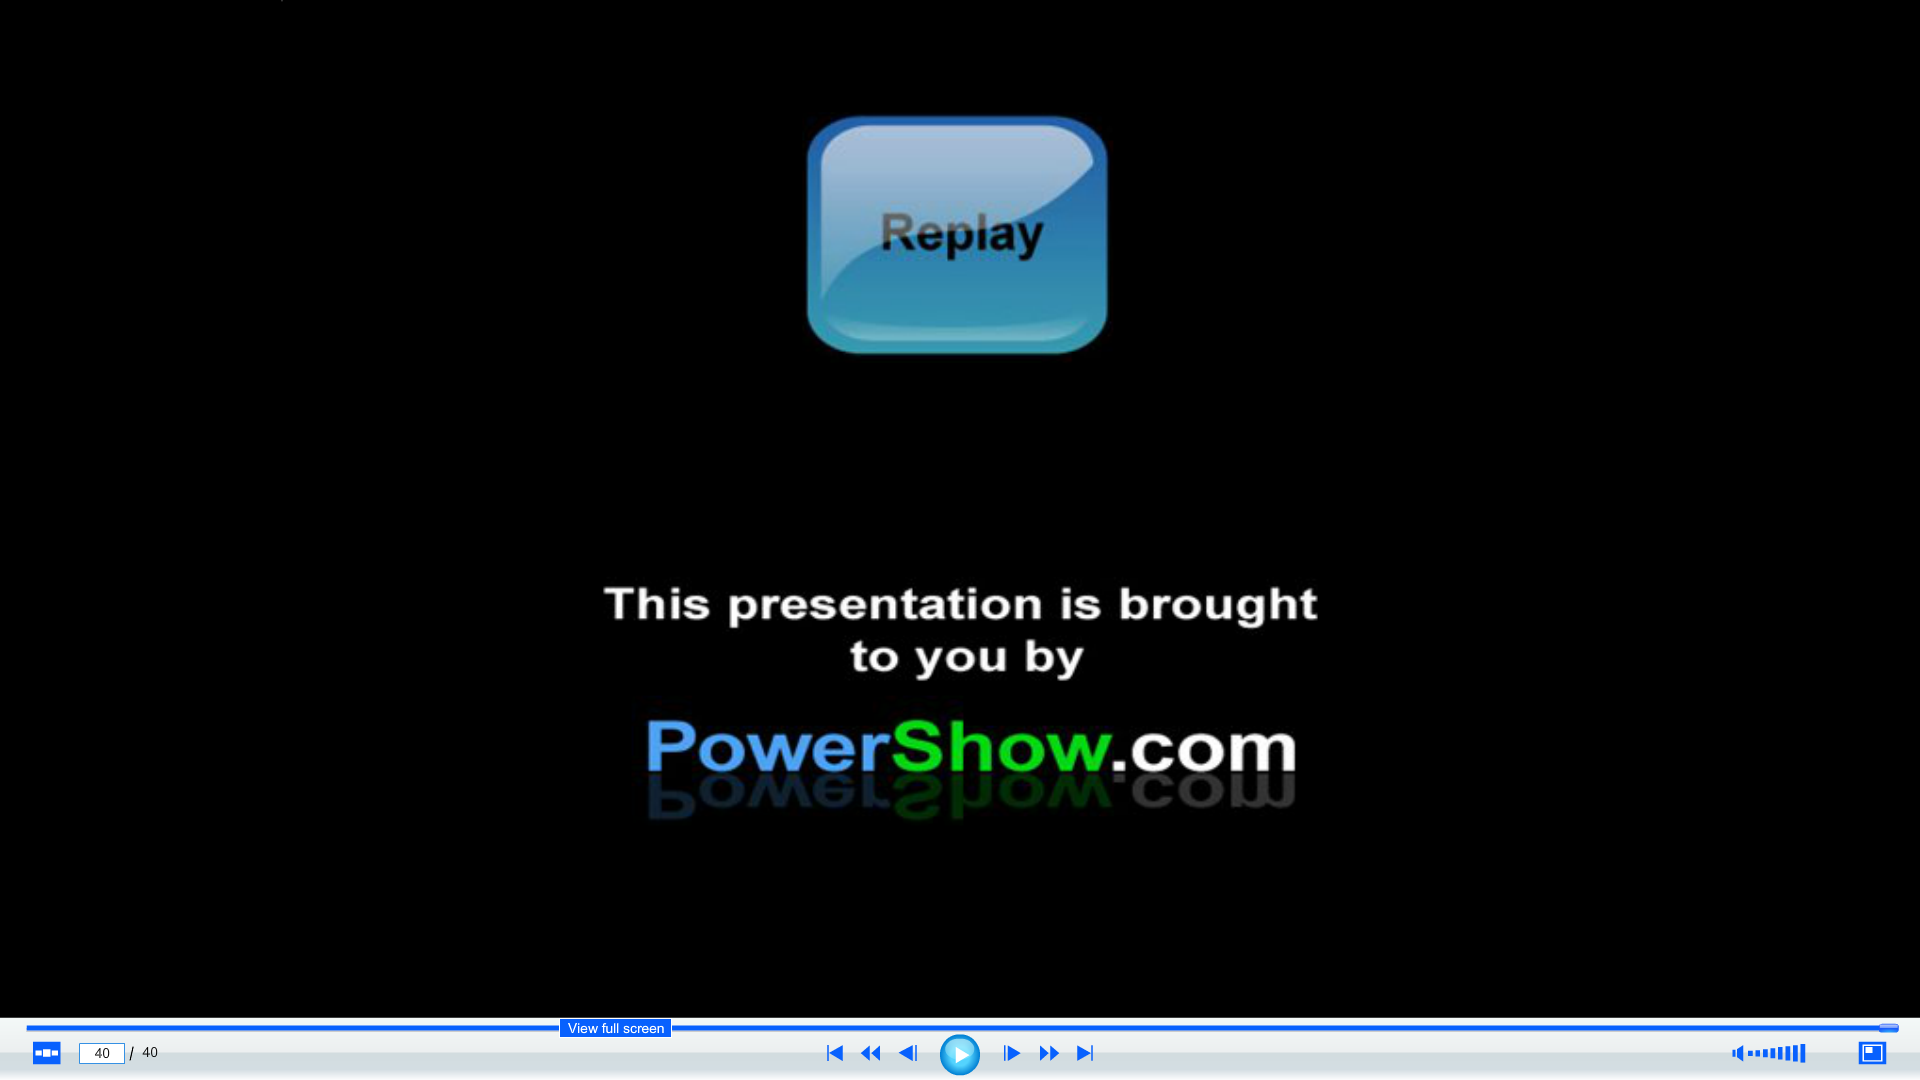 Replay
This presentation is brought
to you by
PowerShow.com
View full screen
40 / 40